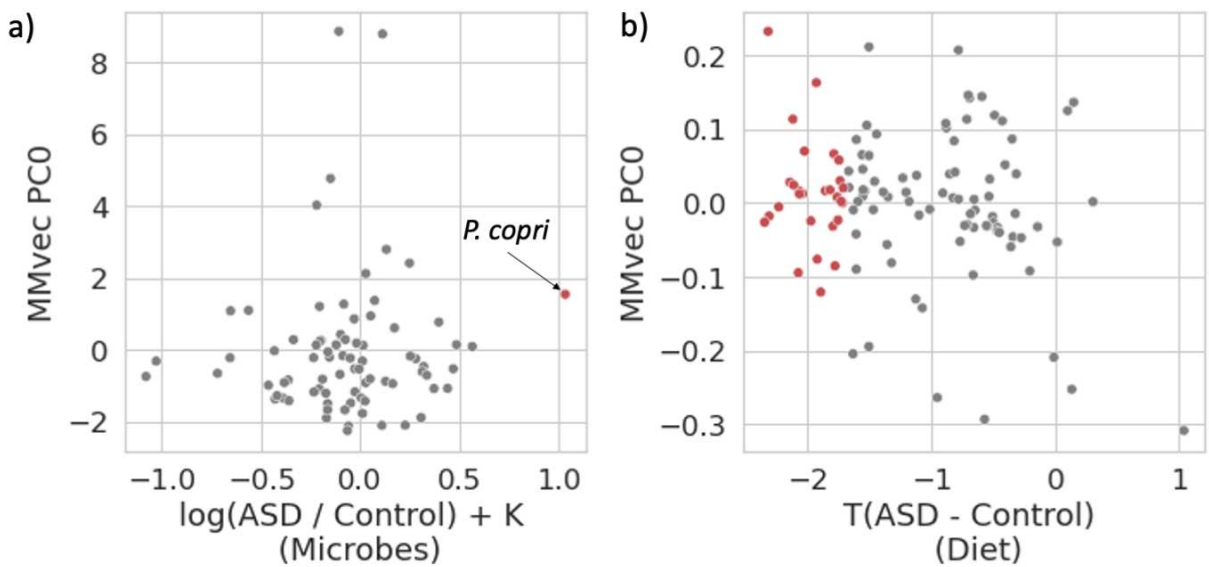 a)
MMvec PC0
8
6
4
2
0
−2
P. copri
−1.0 −0.5 0.0 0.5 1.0
log(ASD / Control) + K
(Microbes)
b)
MMvec PC0
0.2
0.1
0.0
−0.1
−0.2
−0.3
−2 −1 0 1
T(ASD - Control)
(Diet)